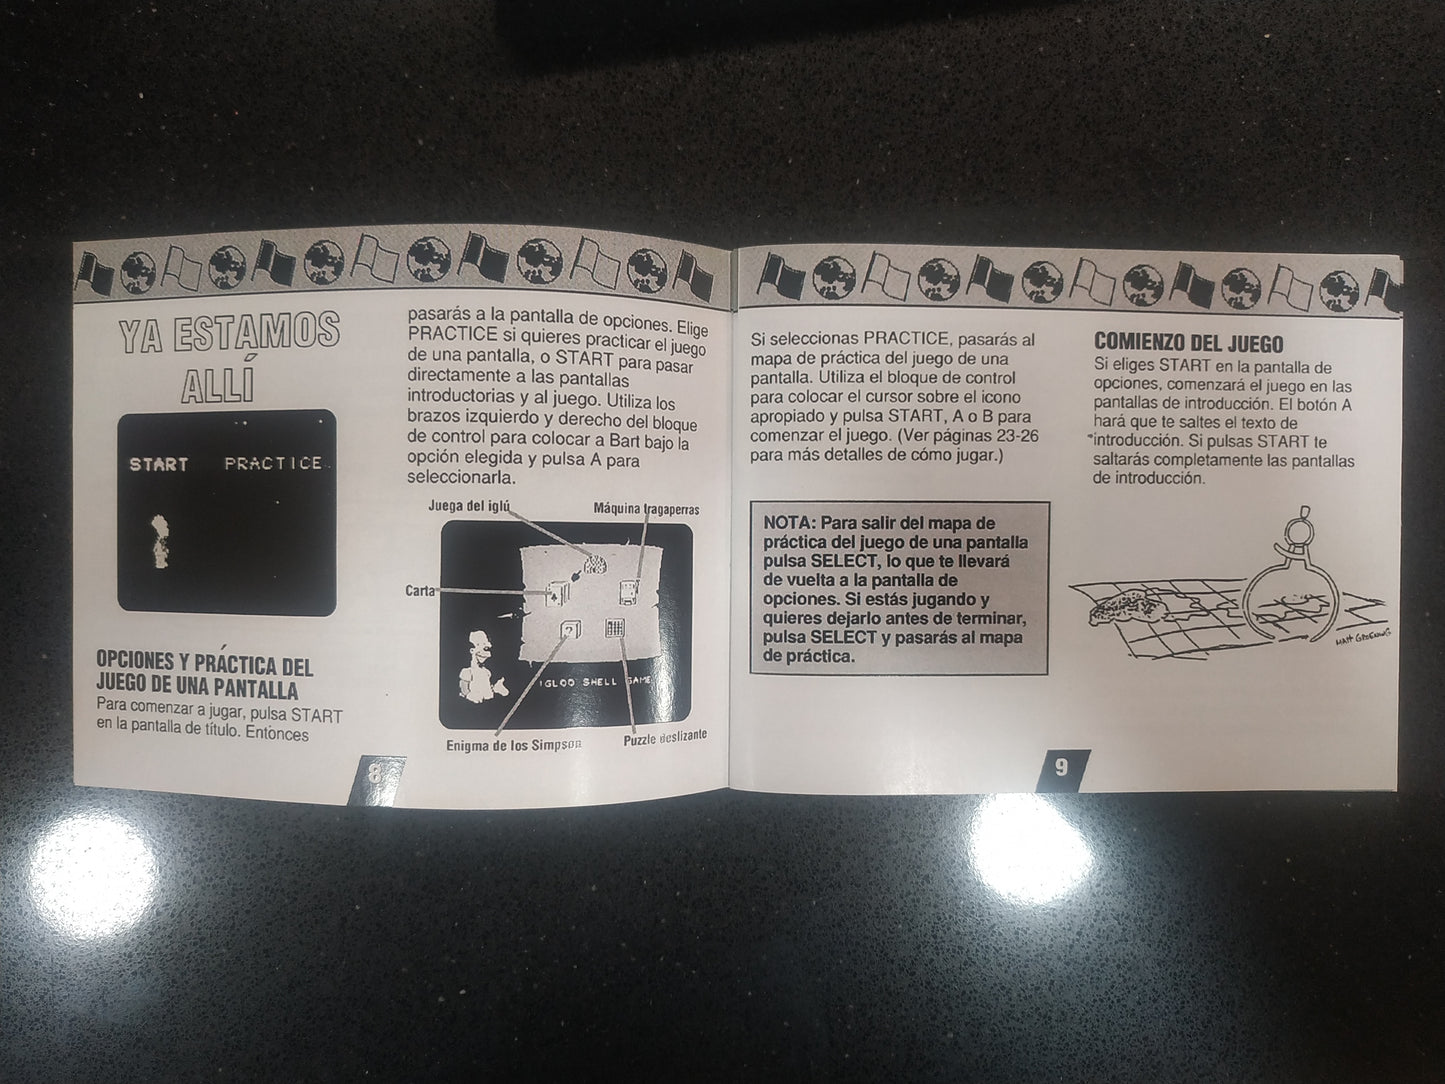 YA ESTAMOS
ALLÍ
START PRACTICE
OPCIONES Y PRÁCTICA DEL
JUEGO DE UNA PANTALLA
Para comenzar a jugar, pulsa START
en la pantalla de título. Entonces
pasarás a la pantalla de opciones. Elige
PRACTICE si quieres practicar el juego
de una pantalla, o START para pasar
directamente a las pantallas
introductorias y al juego. Utiliza los
brazos izquierdo y derecho del bloque
de control para colocar a Bart bajo la
opción elegida y pulsa A para
seleccionarla.
Juega del iglú
Máquina tragaperras
Carta
?
IGLOO SHELL GAME
Enigma de los Simpson
Puzzle deslizante
8
Si seleccionas PRACTICE, pasarás al
mapa de práctica del juego de una
pantalla. Utiliza el bloque de control
para colocar el cursor sobre el icono
apropiado y pulsa START, A o B para
comenzar el juego. (Ver páginas 23-26
para más detalles de cómo jugar.)
NOTA: Para salir del mapa de
práctica del juego de una pantalla
pulsa SELECT, lo que te llevará
de vuelta a la pantalla de
opciones. Si estás jugando y
quieres dejarlo antes de terminar,
pulsa SELECT y pasarás al mapa
de práctica.
COMIENZO DEL JUEGO
Si eliges START en la pantalla de
opciones, comenzará el juego en las
pantallas de introducción. El botón A
hará que te saltes el texto de
introducción. Si pulsas START te
saltarás completamente las pantallas
de introducción.
MATT GROENING
9